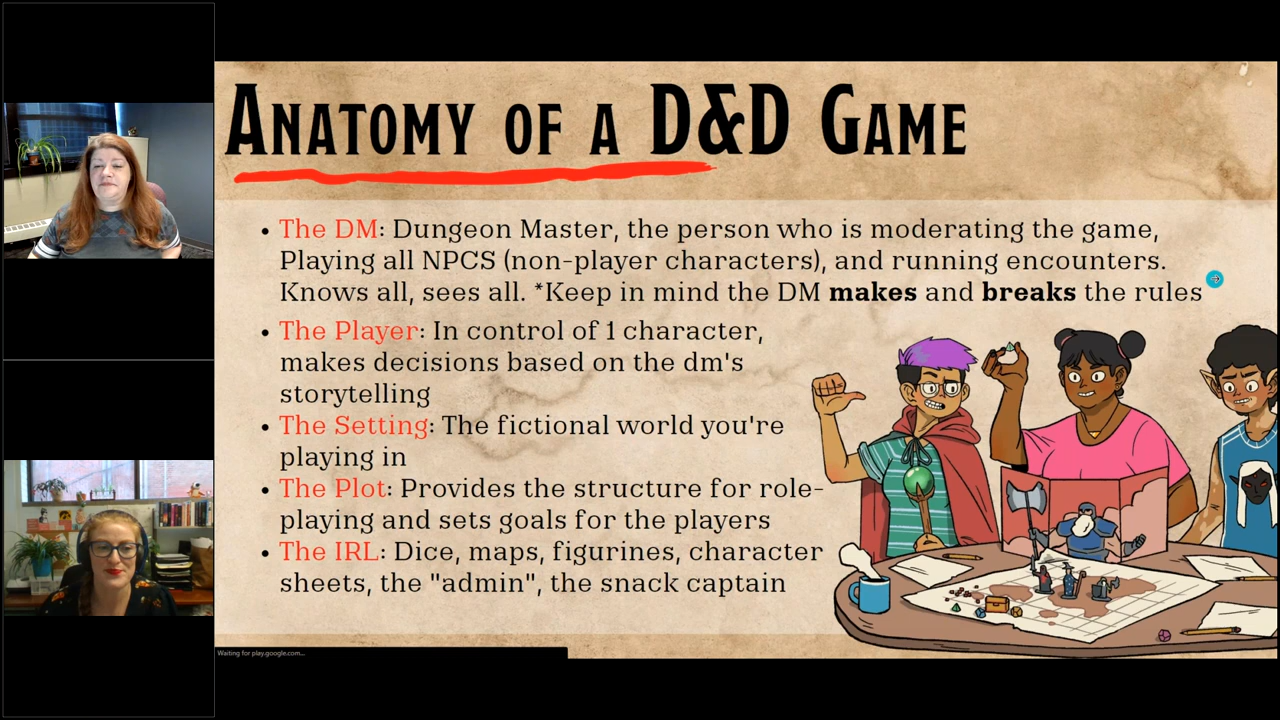 Anatomy of a D&D Game
• The DM: Dungeon Master, the person who is moderating the game,
Playing all NPCS (non-player characters), and running encounters.
Knows all, sees all. *Keep in mind the DM makes and breaks the rules
• The Player: In control of 1 character,
makes decisions based on the dm's
storytelling
• The Setting: The fictional world you're
playing in
• The Plot: Provides the structure for role-
playing and sets goals for the players
• The IRL: Dice, maps, figurines, character
sheets, the "admin", the snack captain
Waiting for play.google.com...